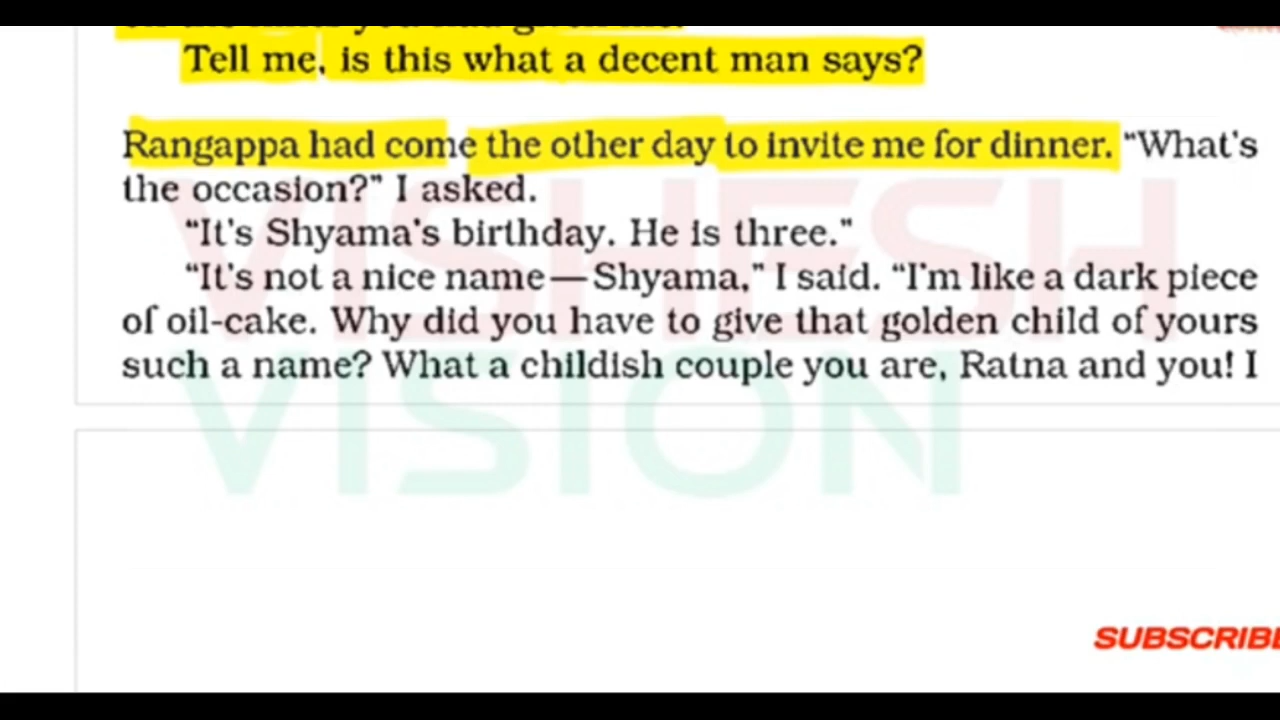 Tell me, is this what a decent man says?
Rangappa had come the other day to invite me for dinner. “What’s
the occasion?” I asked.
“It’s Shyama’s birthday. He is three.”
“It’s not a nice name—Shyama,” I said. “I’m like a dark piece
of oil-cake. Why did you have to give that golden child of yours
such a name? What a childish couple you are, Ratna and you! I
VISHESH
VISION
SUBSCRIBE